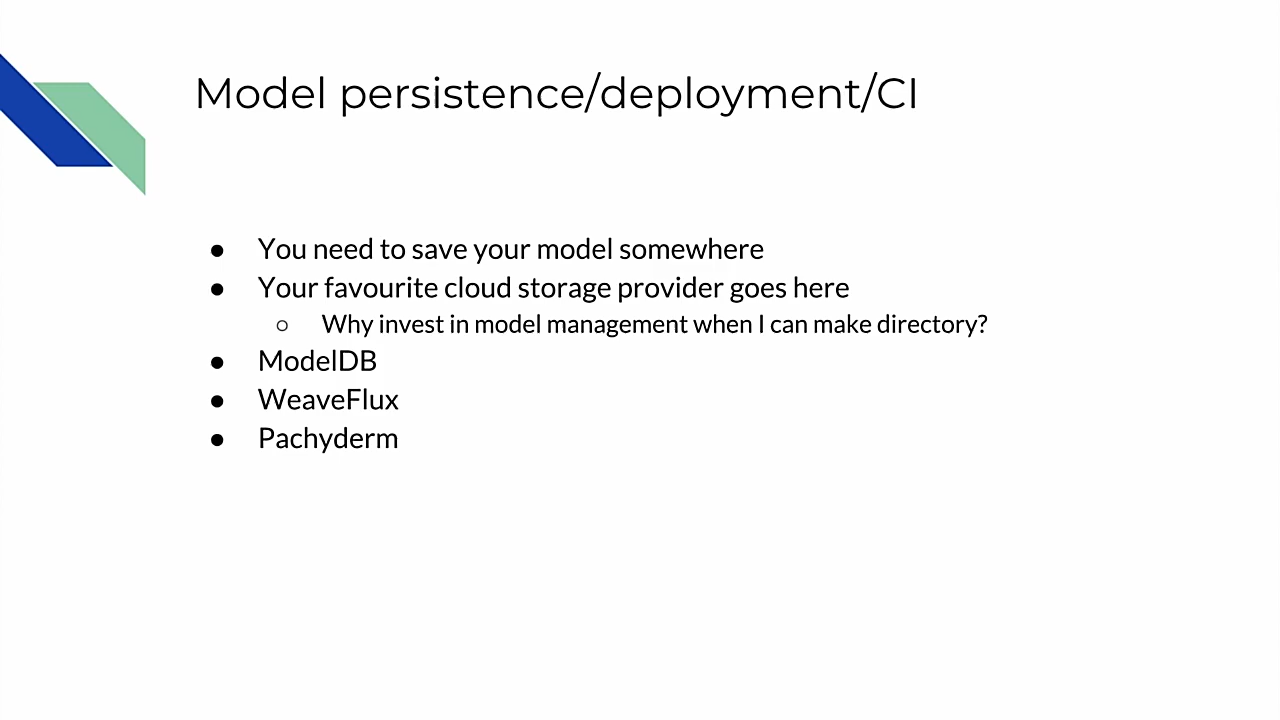 Model persistence/deployment/CI
● You need to save your model somewhere
● Your favourite cloud storage provider goes here
○ Why invest in model management when I can make directory?
● ModelDB
● WeaveFlux
● Pachyderm